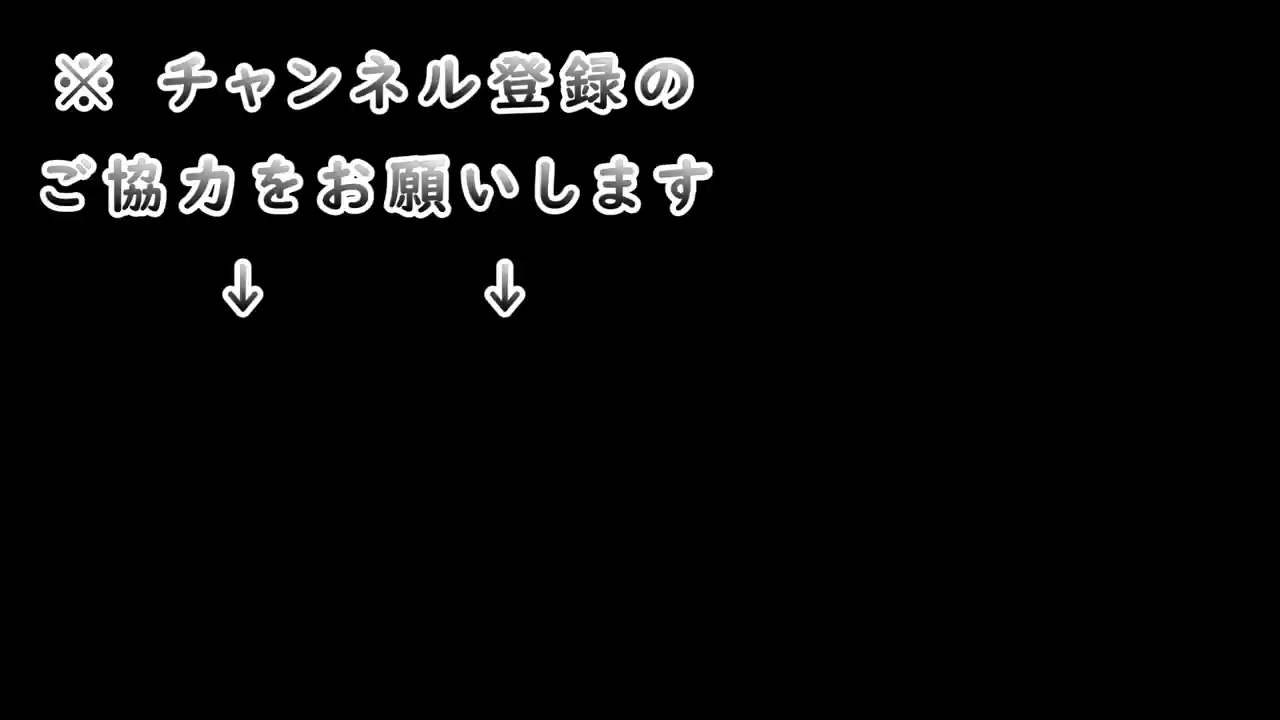 ※ チャンネル登録の
ご協力をお願いします
↓ ↓